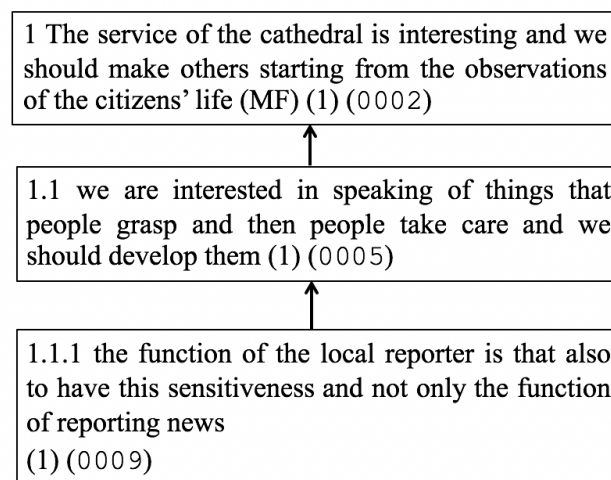 1 The service of the cathedral is interesting and we
should make others starting from the observations
of the citizens’ life (MF) (1) (0002)
1.1 we are interested in speaking of things that
people grasp and then people take care and we
should develop them (1) (0005)
1.1.1 the function of the local reporter is that also
to have this sensitiveness and not only the function
of reporting news
(1) (0009)